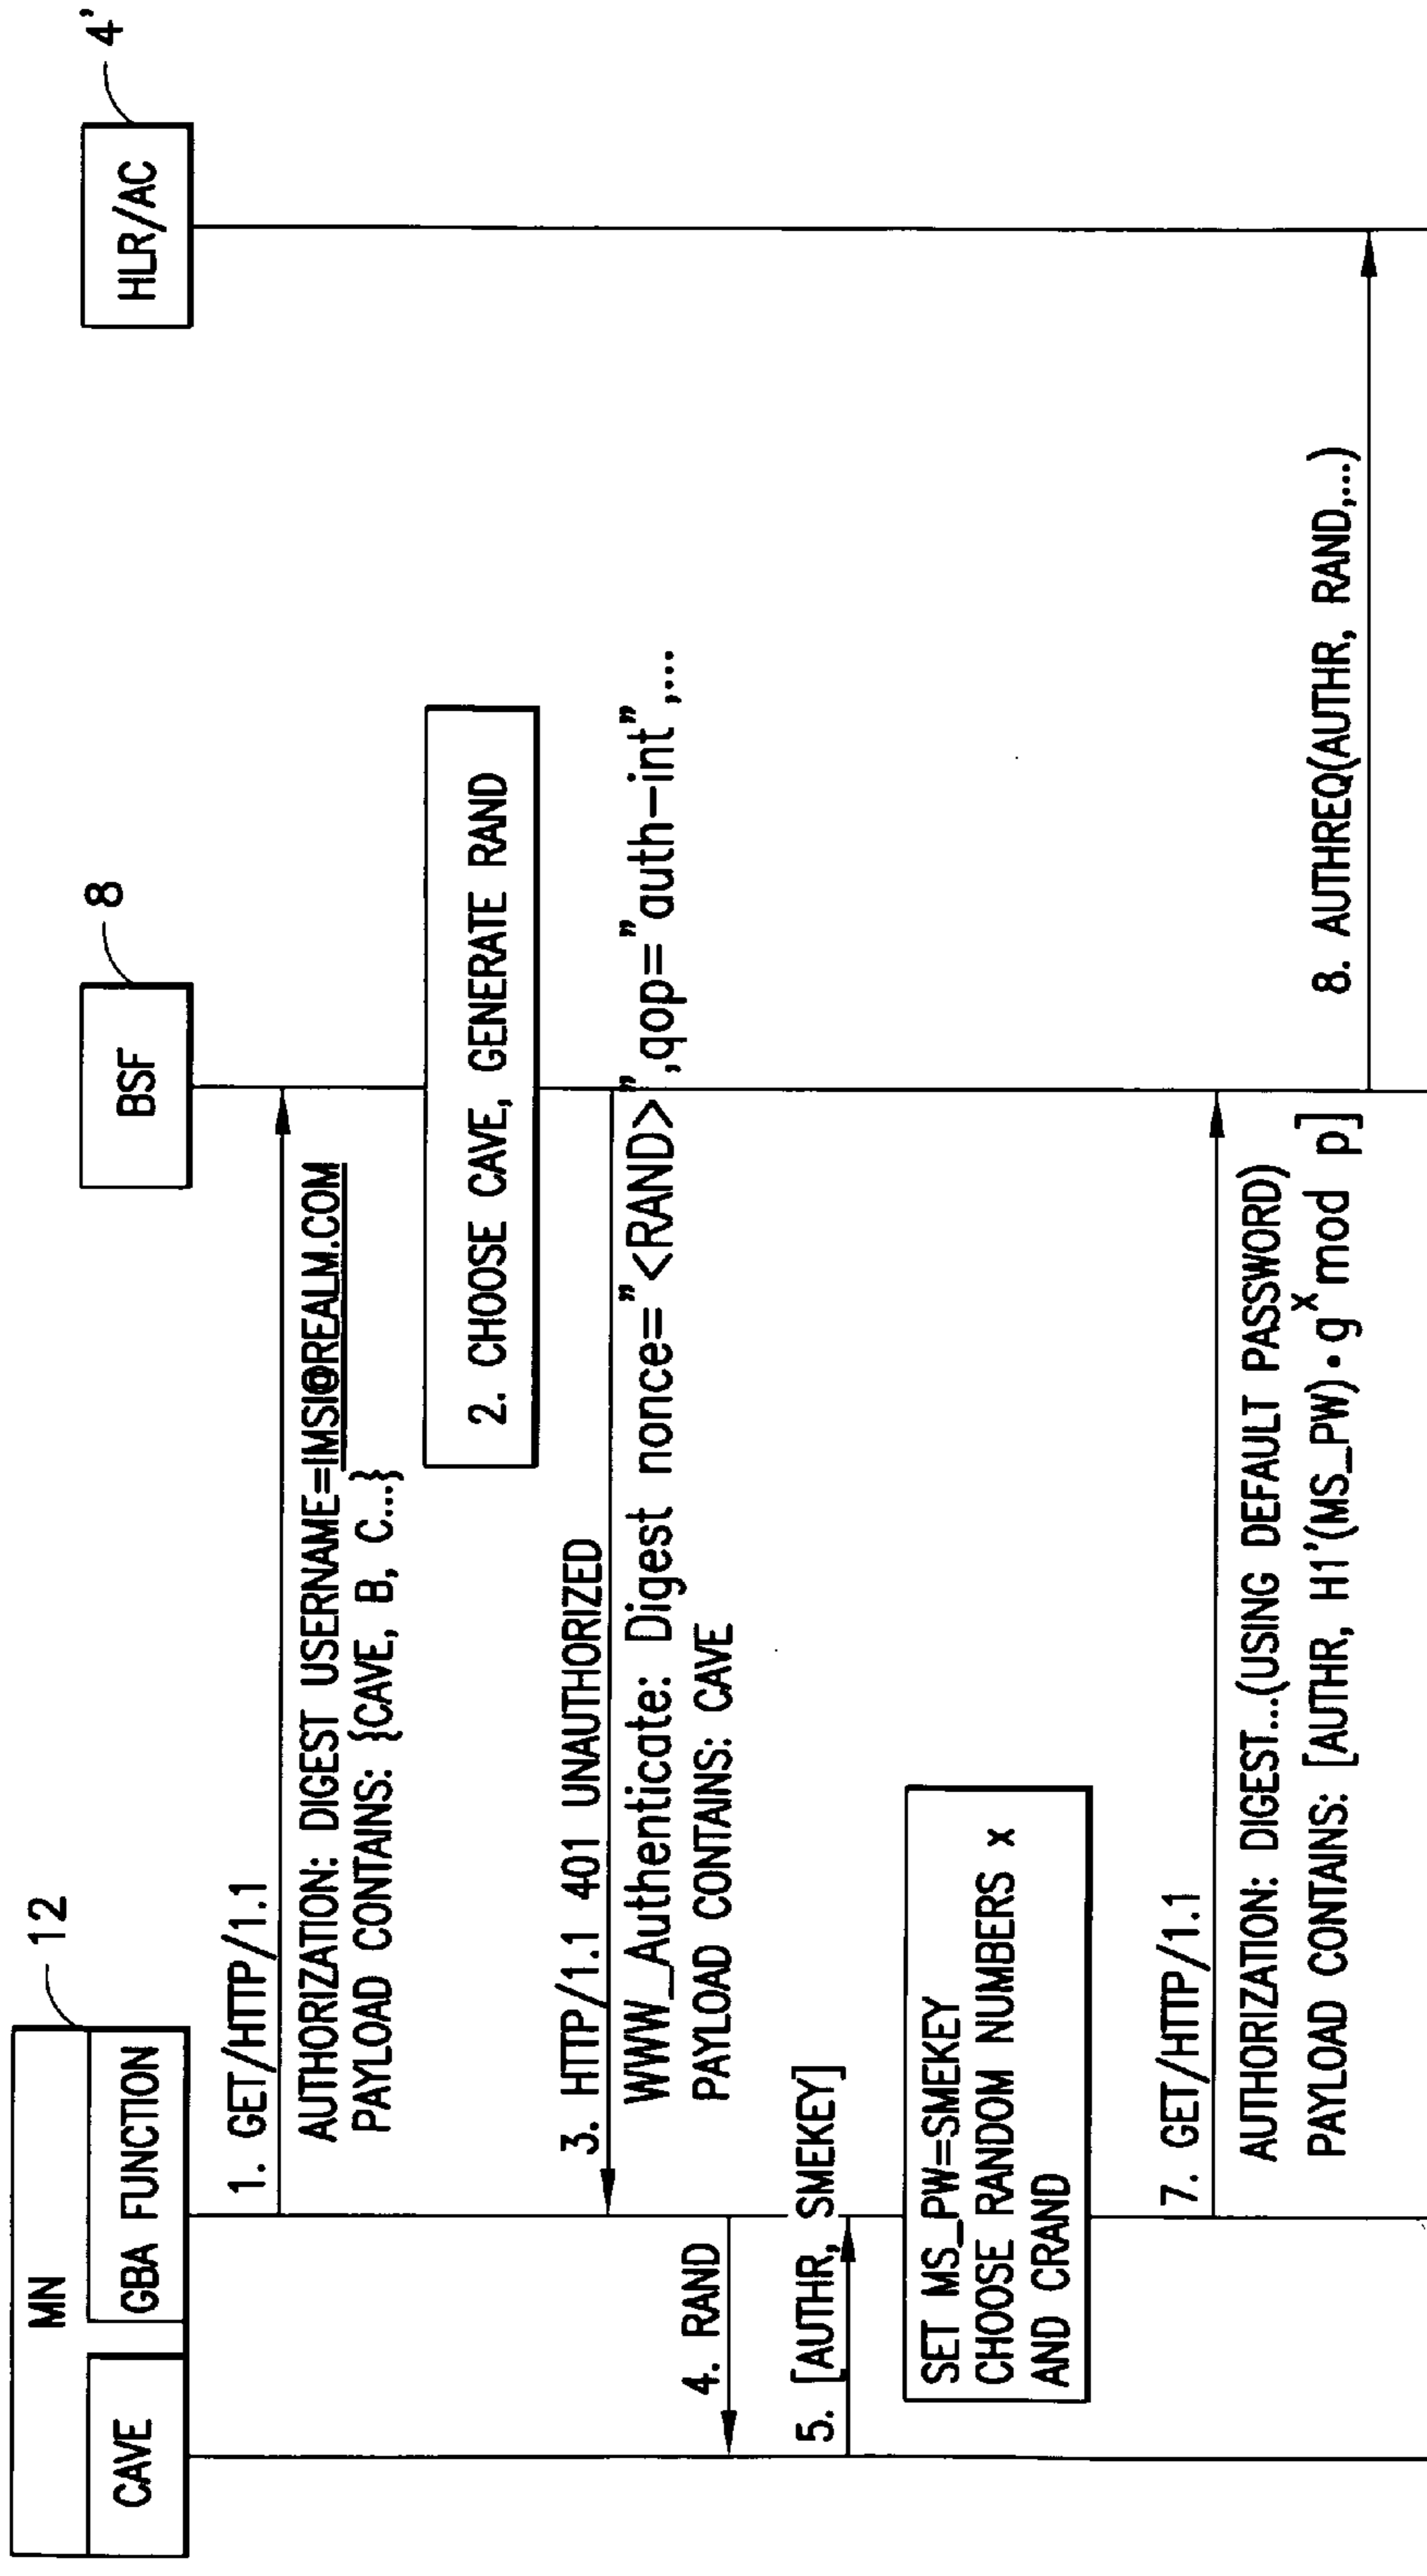 MN
12
CAVE
GBA FUNCTION
BSF
8
HLR/AC
4'
1. GET/HTTP/1.1
AUTHORIZATION: DIGEST USERNAME=IMSI@REALM.COM
PAYLOAD CONTAINS: {CAVE, B, C...}
2. CHOOSE CAVE, GENERATE RAND
3. HTTP/1.1 401 UNAUTHORIZED
WWW_Authenticate: Digest nonce="<RAND>",qop="auth-int",...
PAYLOAD CONTAINS: CAVE
4. RAND
5. [AUTHR, SMEKEY]
SET MS_PW=SMEKEY
CHOOSE RANDOM NUMBERS x
AND CRAND
7. GET/HTTP/1.1
AUTHORIZATION: DIGEST...(USING DEFAULT PASSWORD)
PAYLOAD CONTAINS: [AUTHR, H1'(MS_PW)·gˣ mod p]
8. AUTHREQ(AUTHR, RAND,...)